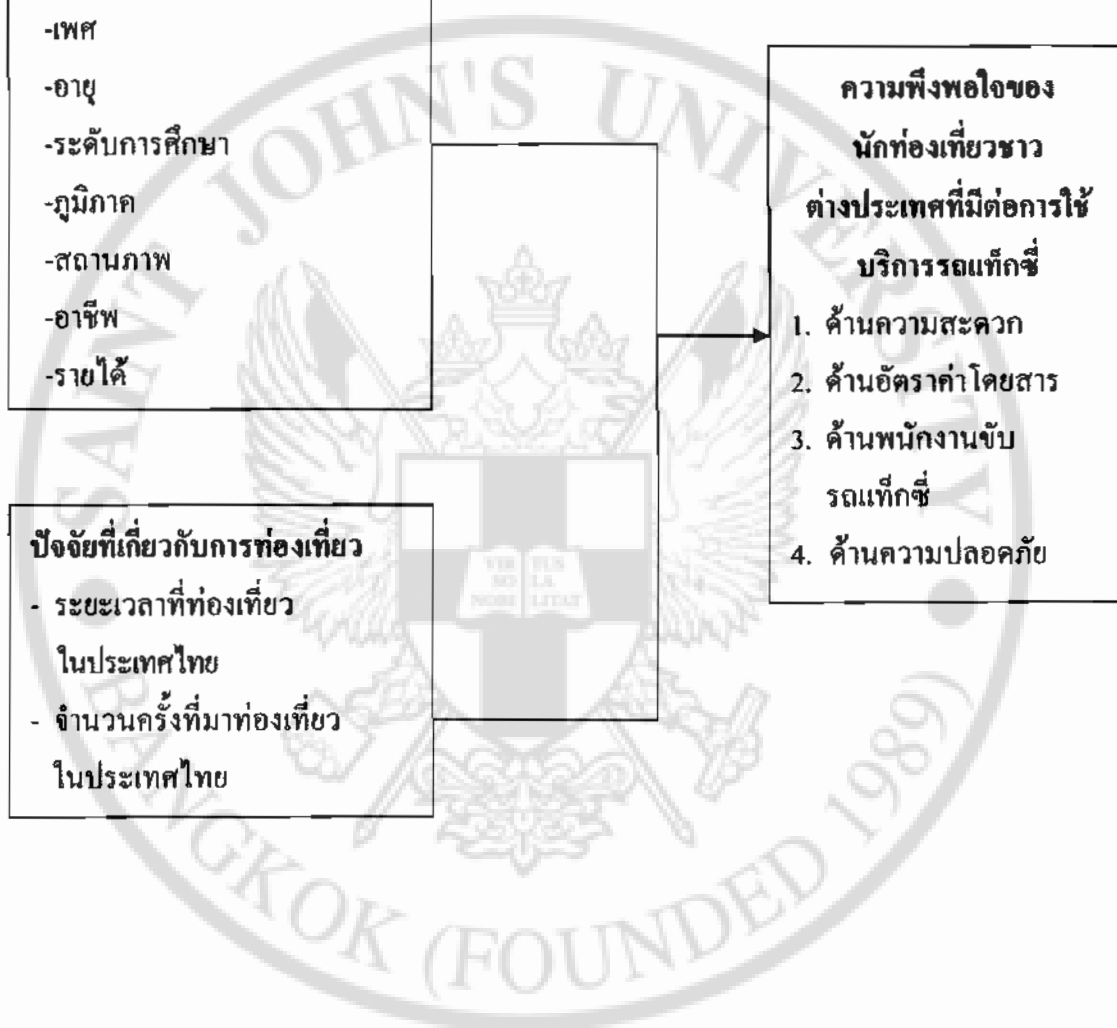 -เพศ
-อายุ
-ระดับการศึกษา
-ภูมิภาค
-สถานภาพ
-อาชีพ
-รายได้
ปัจจัยที่เกี่ยวกับการท่องเที่ยว
- ระยะเวลาที่ท่องเที่ยว
ในประเทศไทย
- จำนวนครั้งที่มาท่องเที่ยว
ในประเทศไทย
ความพึงพอใจของ
นักท่องเที่ยวชาว
ต่างประเทศที่มีต่อการใช้
บริการรถแท็กซี่
1. ด้านความสะดวก
2. ด้านอัตราค่าโดยสาร
3. ด้านพนักงานขับ
รถแท็กซี่
4. ด้านความปลอดภัย
SAINT JOHN'S UNIVERSITY
BANGKOK (FOUNDED 1989)
VER TUS
SO LA
NOBI LITAT